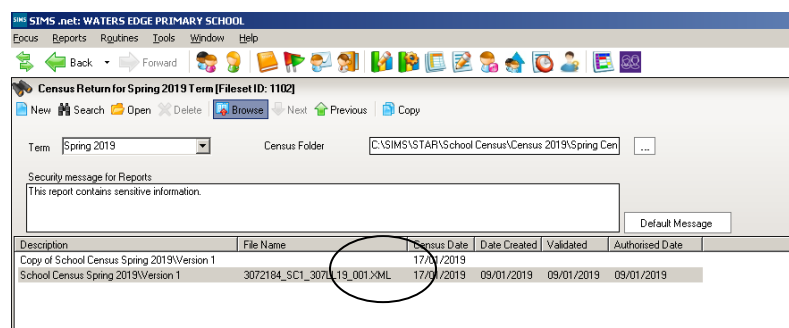 SIMS SIMS .net: WATERS EDGE PRIMARY SCHOOL
Focus Reports Routines Tools Window Help
Back Forward
Census Return for Spring 2019 Term [Fileset ID: 1102]
New Search Open Delete Browse Next Previous Copy
Term Spring 2019 Census Folder C:\SIMS\STAR\School Census\Census 2019\Spring Cen ...
Security message for Reports
This report contains sensitive information.
Default Message
Description File Name Census Date Date Created Validated Authorised Date
Copy of School Census Spring 2019\Version 1 17/01/2019
School Census Spring 2019\Version 1 3072184_SC1_307LL19_001.XML 17/01/2019 09/01/2019 09/01/2019 09/01/2019